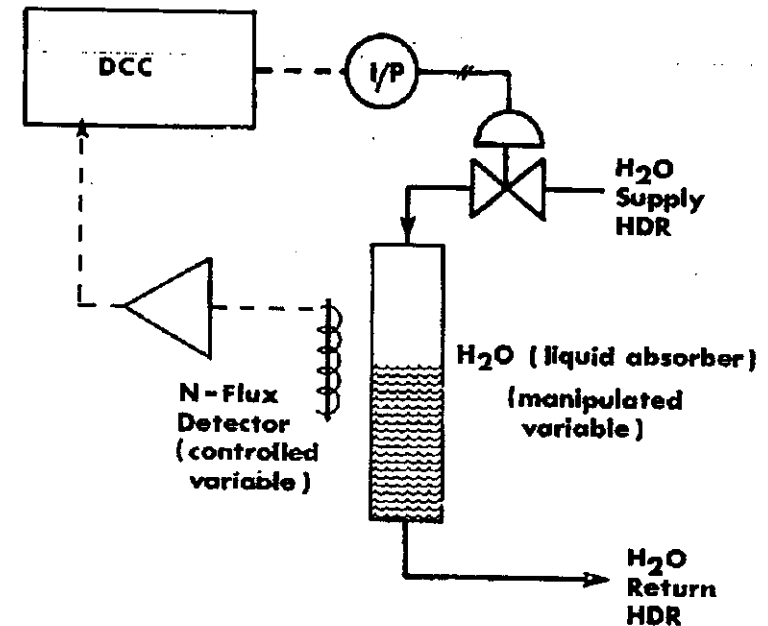 DCC
I/P
H2O
Supply
HDR
H2O (liquid absorber)
(manipulated
variable)
N-Flux
Detector
(controlled
variable)
H2O
Return
HDR